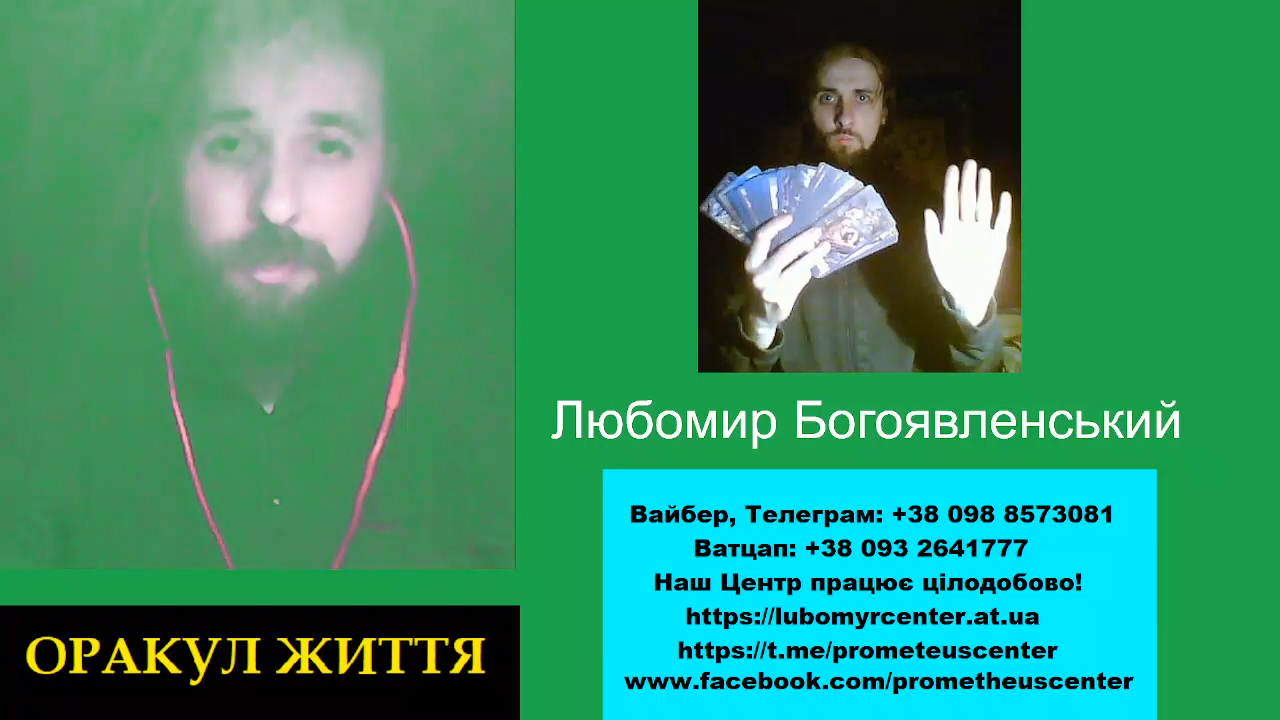 Любомир Богоявленський
Вайбер, Телеграм: +38 098 8573081
Ватцап: +38 093 2641777
Наш Центр працює цілодобово!
https://lubomyrcenter.at.ua
https://t.me/prometeuscenter
www.facebook.com/prometheuscenter
ОРАКУЛ ЖИТТЯ